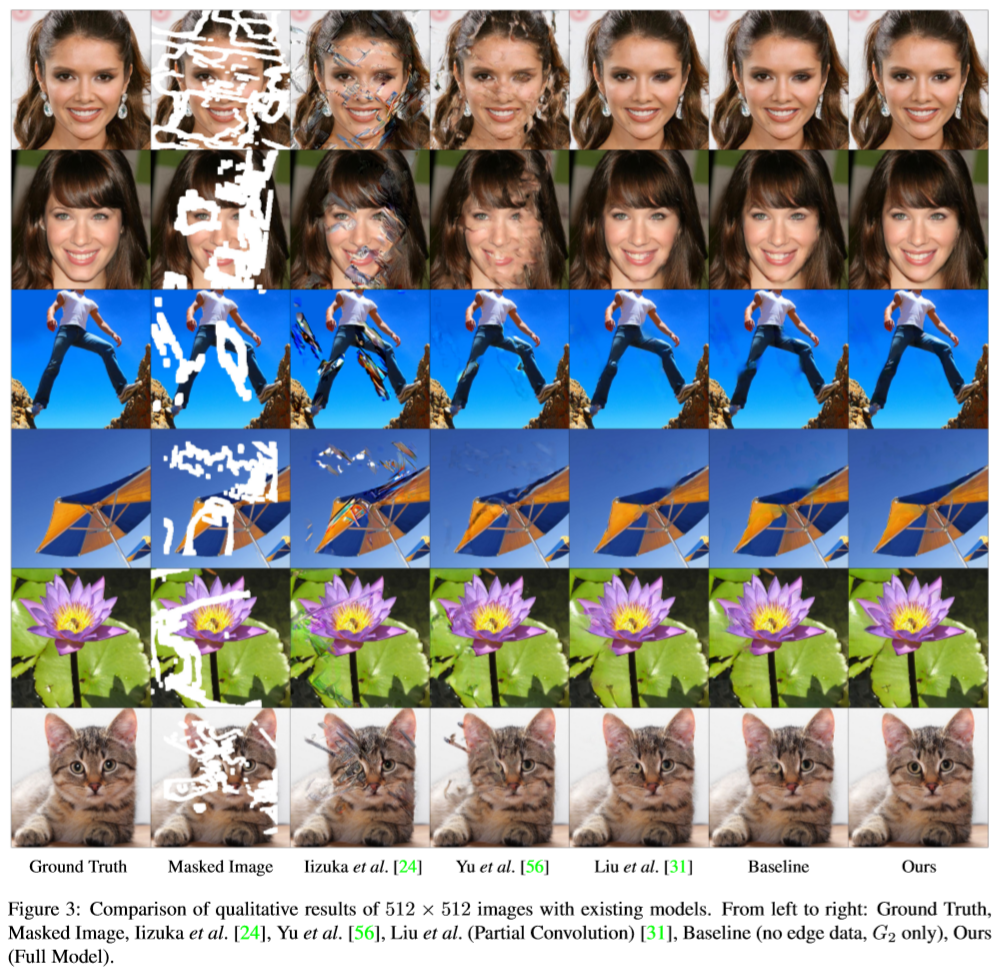 Ground Truth Masked Image Iizuka et al. [24] Yu et al. [56] Liu et al. [31] Baseline Ours
Figure 3: Comparison of qualitative results of 512 × 512 images with existing models. From left to right: Ground Truth,
Masked Image, Iizuka et al. [24], Yu et al. [56], Liu et al. (Partial Convolution) [31], Baseline (no edge data, G₂ only), Ours
(Full Model).